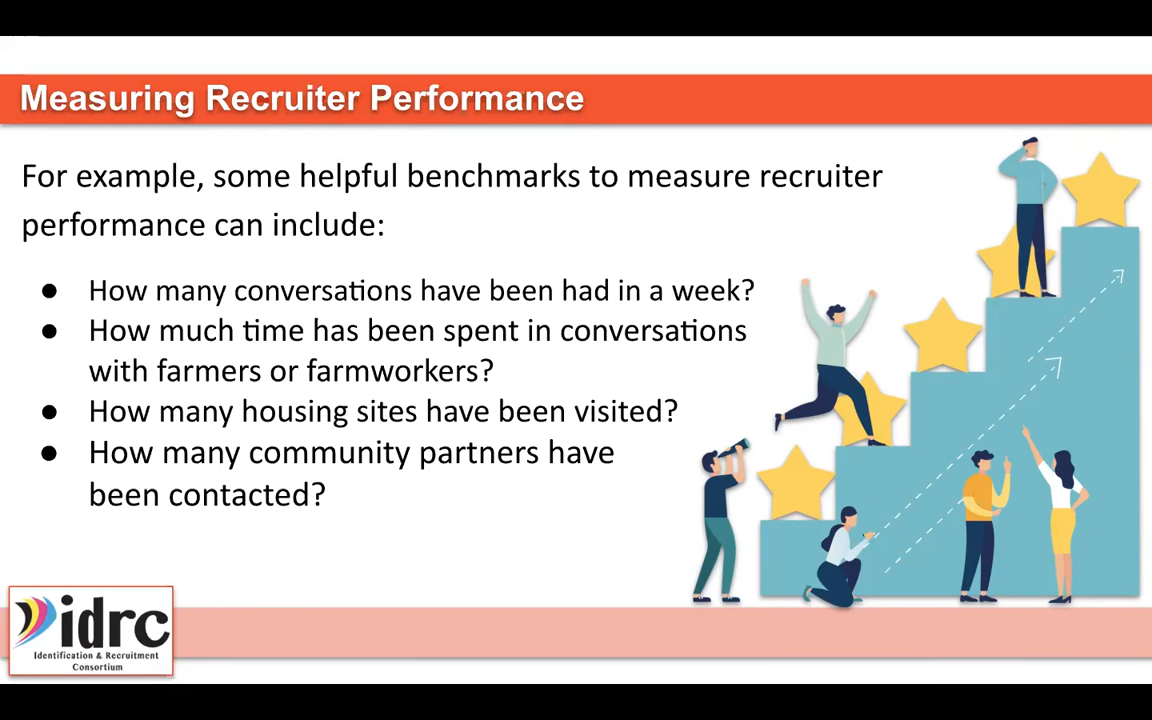 Measuring Recruiter Performance
For example, some helpful benchmarks to measure recruiter
performance can include:
● How many conversations have been had in a week?
● How much time has been spent in conversations
with farmers or farmworkers?
● How many housing sites have been visited?
● How many community partners have
been contacted?
idrc
Identification & Recruitment
Consortium